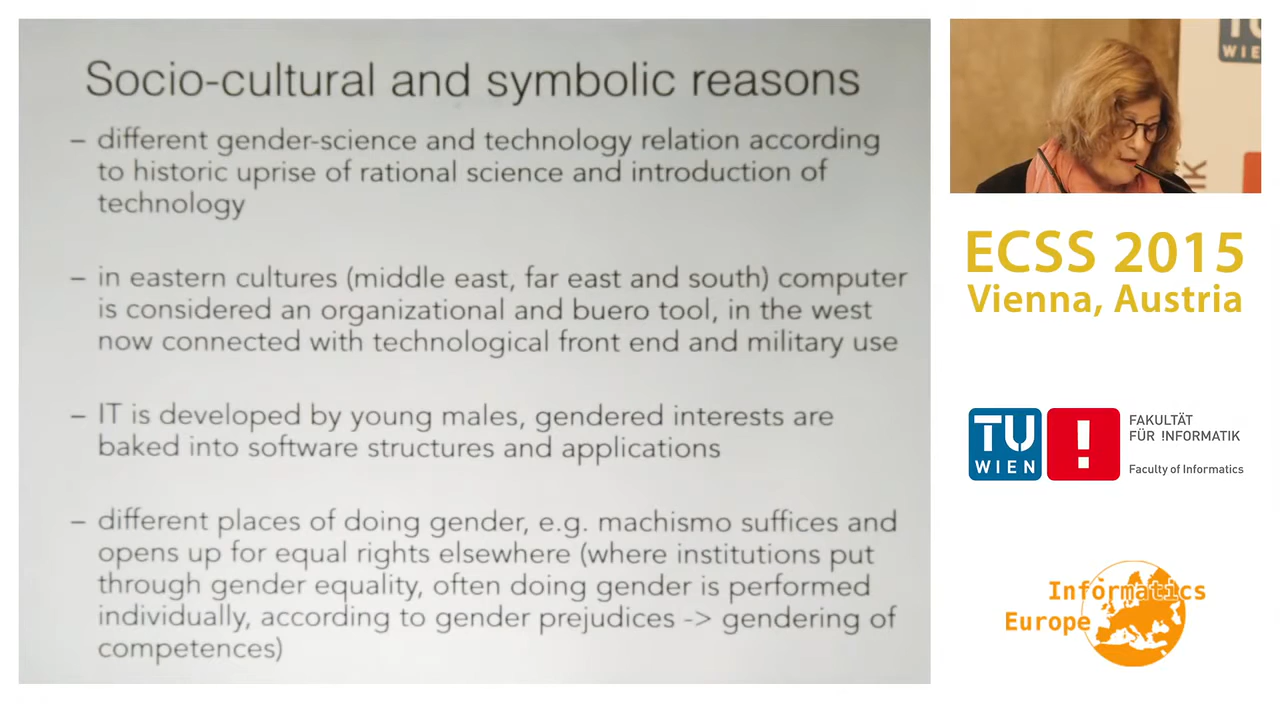 Socio-cultural and symbolic reasons
– different gender-science and technology relation according
to historic uprise of rational science and introduction of
technology
– in eastern cultures (middle east, far east and south) computer
is considered an organizational and buero tool, in the west
now connected with technological front end and military use
– IT is developed by young males, gendered interests are
baked into software structures and applications
– different places of doing gender, e.g. machismo suffices and
opens up for equal rights elsewhere (where institutions put
through gender equality, often doing gender is performed
individually, according to gender prejudices -> gendering of
competences)
TU
WIE
IK
ECSS 2015
Vienna, Austria
TU
WIEN
!
FAKULTÄT
FÜR !NFORMATIK
Faculty of Informatics
Informatics
Europe